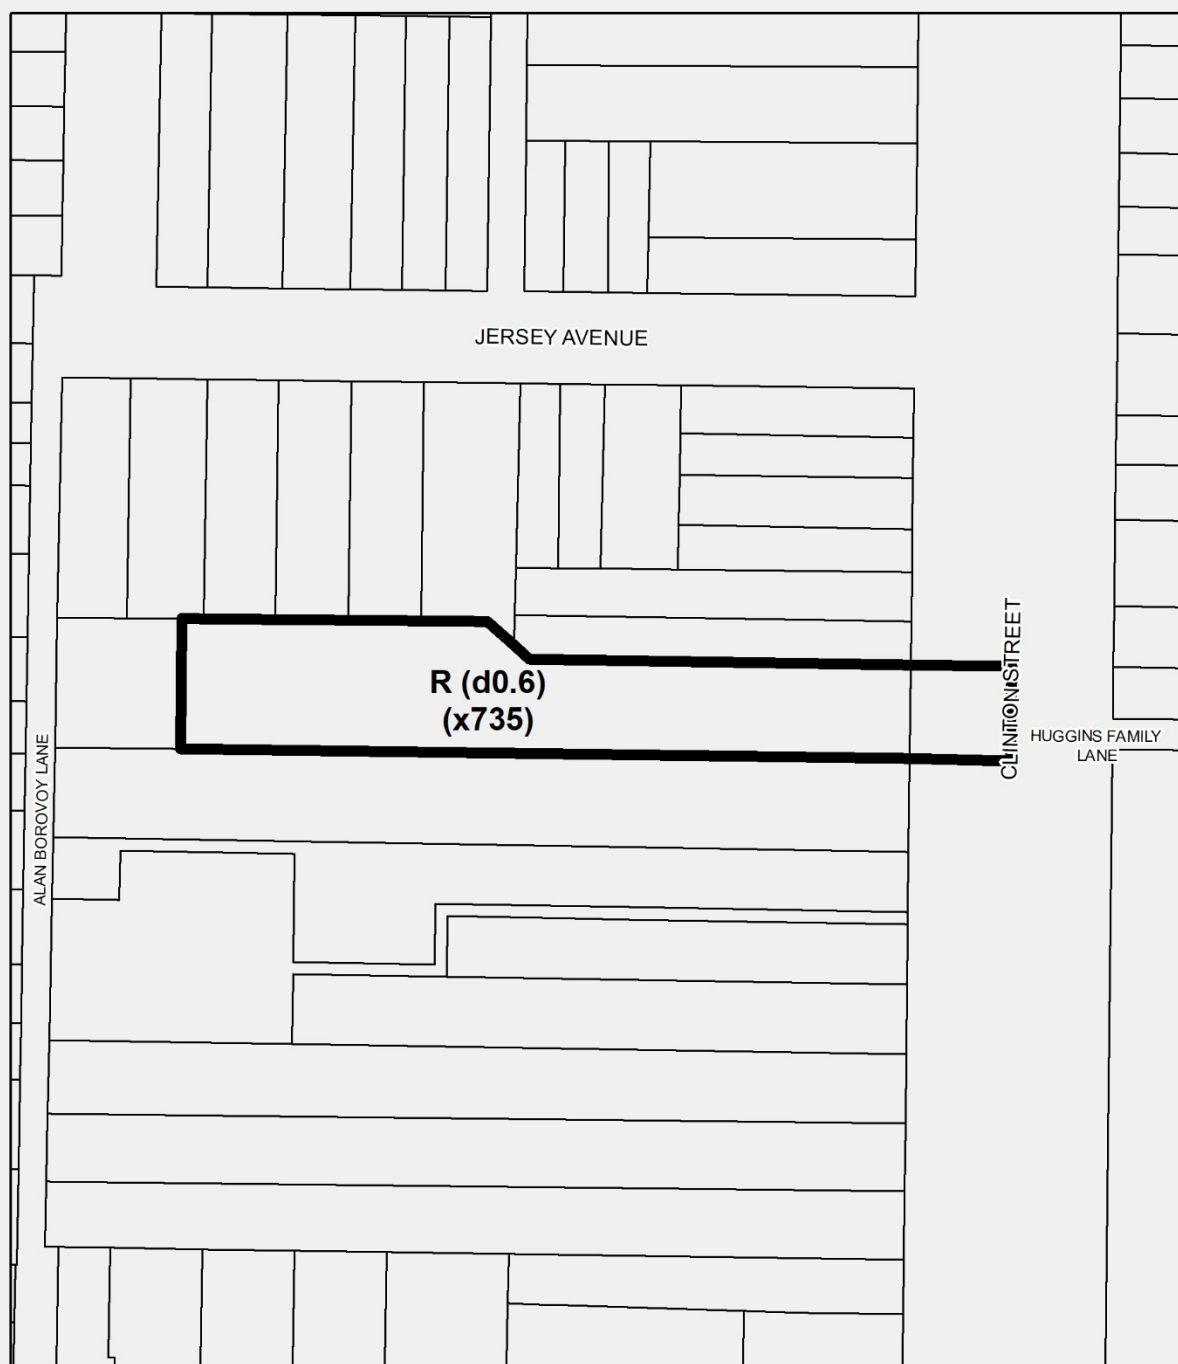 JERSEY AVENUE
R (d0.6)
(x735)
CLINTON STREET
HUGGINS FAMILY
LANE
ALAN BOROVOY LANE